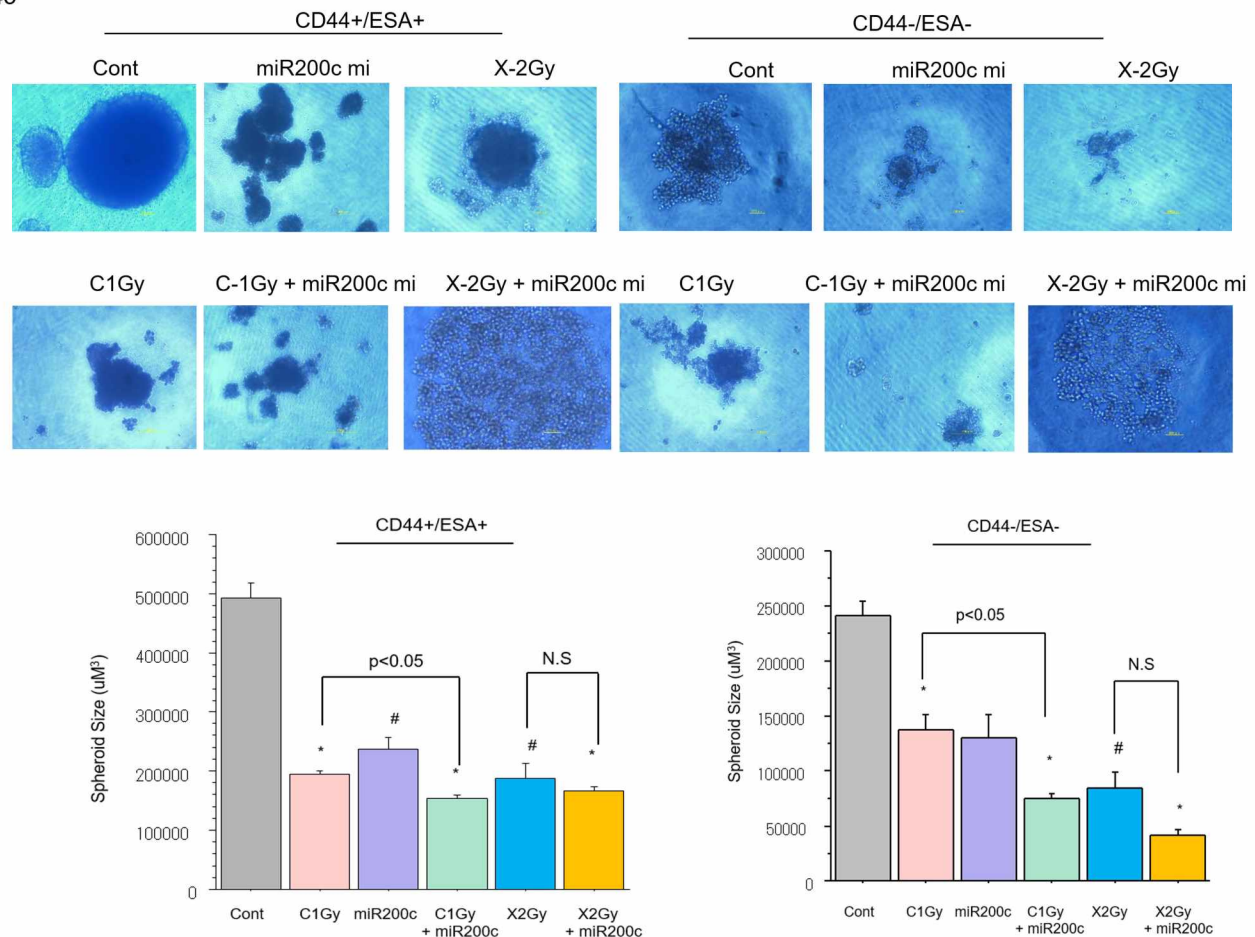 CD44+/ESA+ CD44-/ESA-
Cont miR200c mi X-2Gy Cont miR200c mi X-2Gy
C1Gy C-1Gy + miR200c mi X-2Gy + miR200c mi C1Gy C-1Gy + miR200c mi X-2Gy + miR200c mi
CD44+/ESA+
Spheroid Size (uM³)
600000
500000
400000
300000
200000
100000
0
p<0.05
N.S
*
#
*
#
*
Cont C1Gy miR200c C1Gy X2Gy X2Gy
+ miR200c + miR200c
CD44-/ESA-
Spheroid Size (uM³)
300000
250000
200000
150000
100000
50000
0
p<0.05
N.S
*
*
#
*
Cont C1Gy miR200c C1Gy X2Gy X2Gy
+ miR200c + miR200c